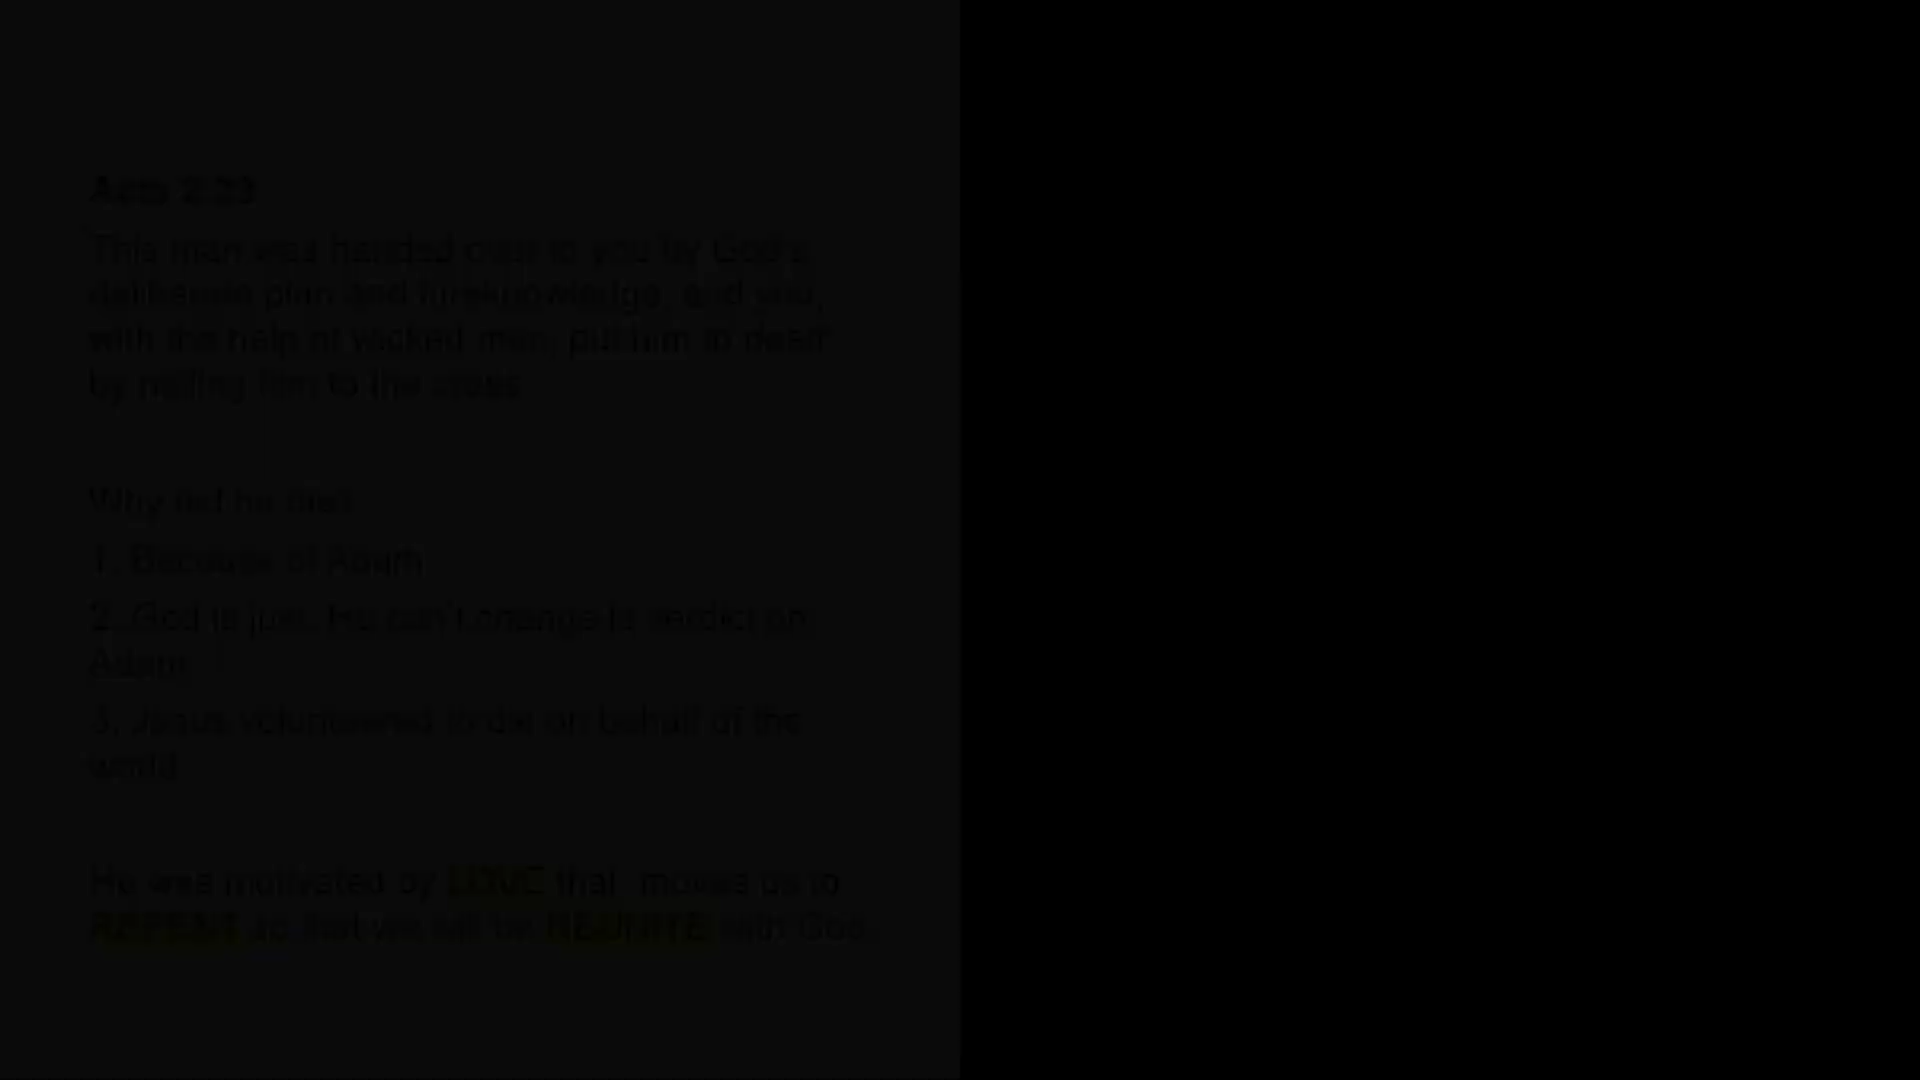 Acts 2:23
This man was handed over to you by God's
deliberate plan and foreknowledge; and you,
with the help of wicked men, put him to death
by nailing him to the cross.
Why did he die?
1. Because of Adam
2. God is just. He can't change is verdict on
Adam
3. Jesus volunteered to die on behalf of the
world
He was motivated by LOVE that moves us to
REPENT so that we will be REUNITE with God.